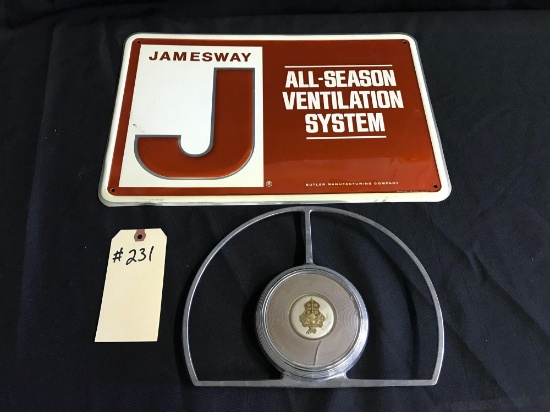 JAMESWAY
J
®
ALL-SEASON
VENTILATION
SYSTEM
BUTLER MANUFACTURING COMPANY
#231